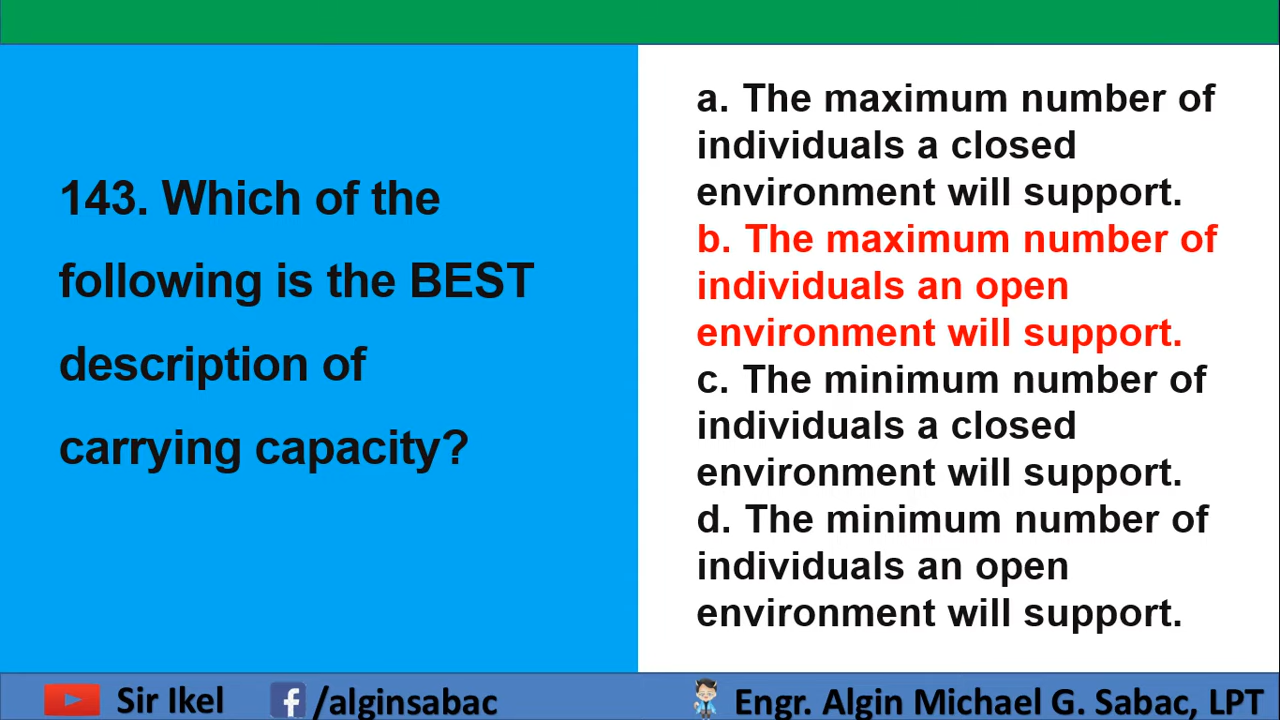 143. Which of the
following is the BEST
description of
carrying capacity?
a. The maximum number of
individuals a closed
environment will support.
b. The maximum number of
individuals an open
environment will support.
c. The minimum number of
individuals a closed
environment will support.
d. The minimum number of
individuals an open
environment will support.
Sir Ikel
/alginsabac
Engr. Algin Michael G. Sabac, LPT